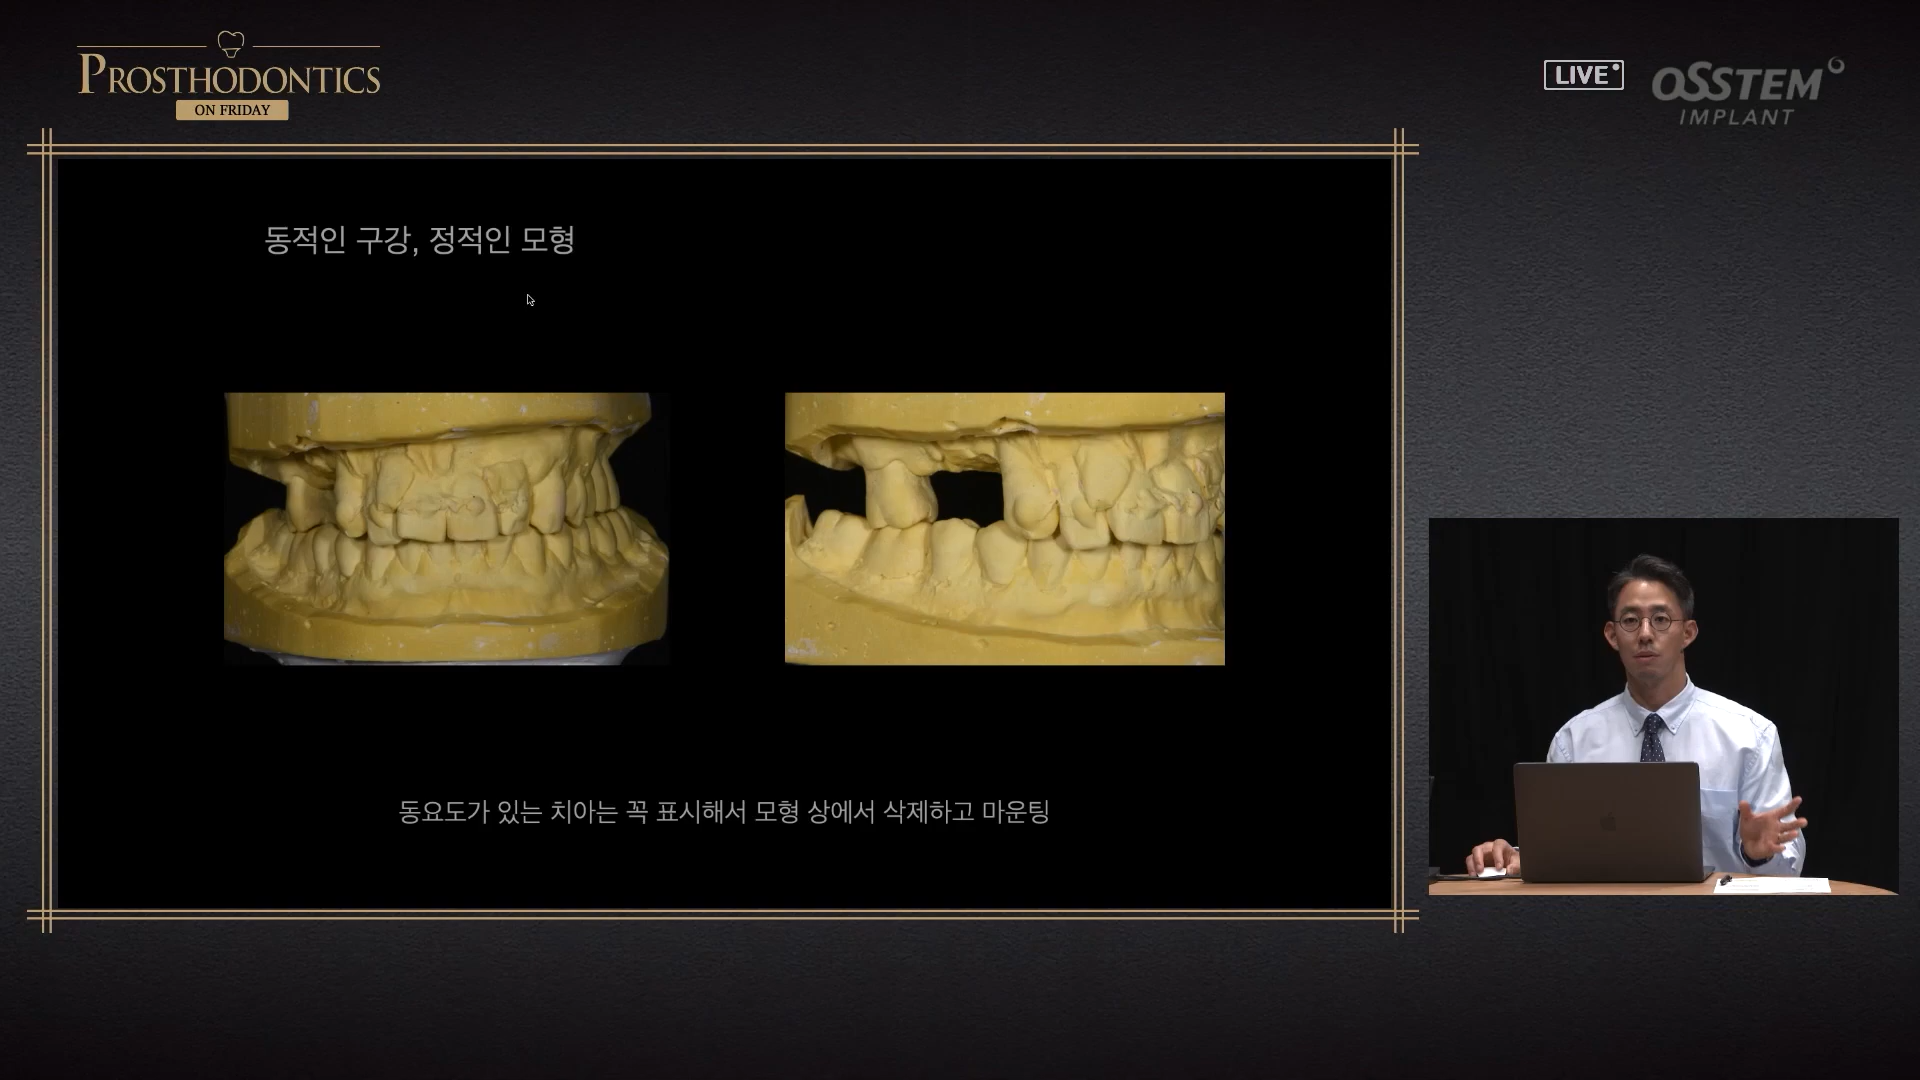 PROSTHODONTICS
ON FRIDAY
LIVE
OSSTEM
IMPLANT
동적인 구강, 정적인 모형
동요도가 있는 치아는 꼭 표시해서 모형 상에서 삭제하고 마운팅